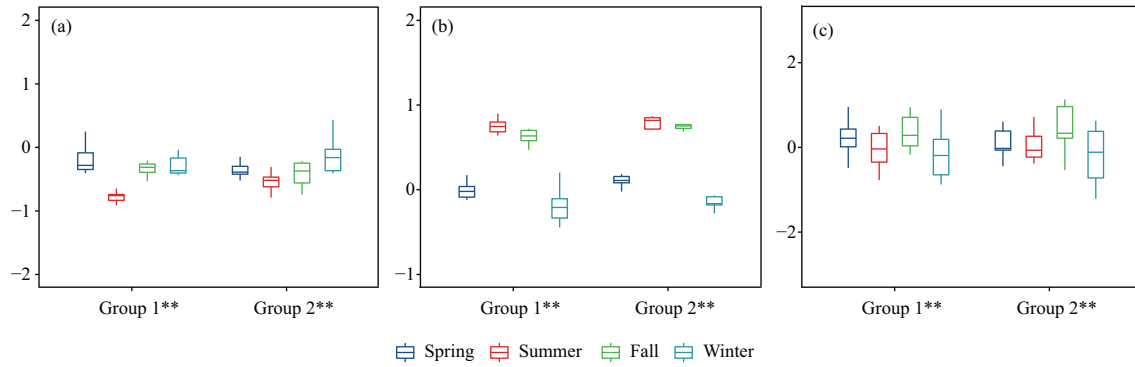 (a)
2
1
0
−1
−2
Group 1**
Group 2**
(b)
2
1
0
−1
Group 1**
Group 2**
(c)
2
0
−2
Group 1**
Group 2**
Spring
Summer
Fall
Winter